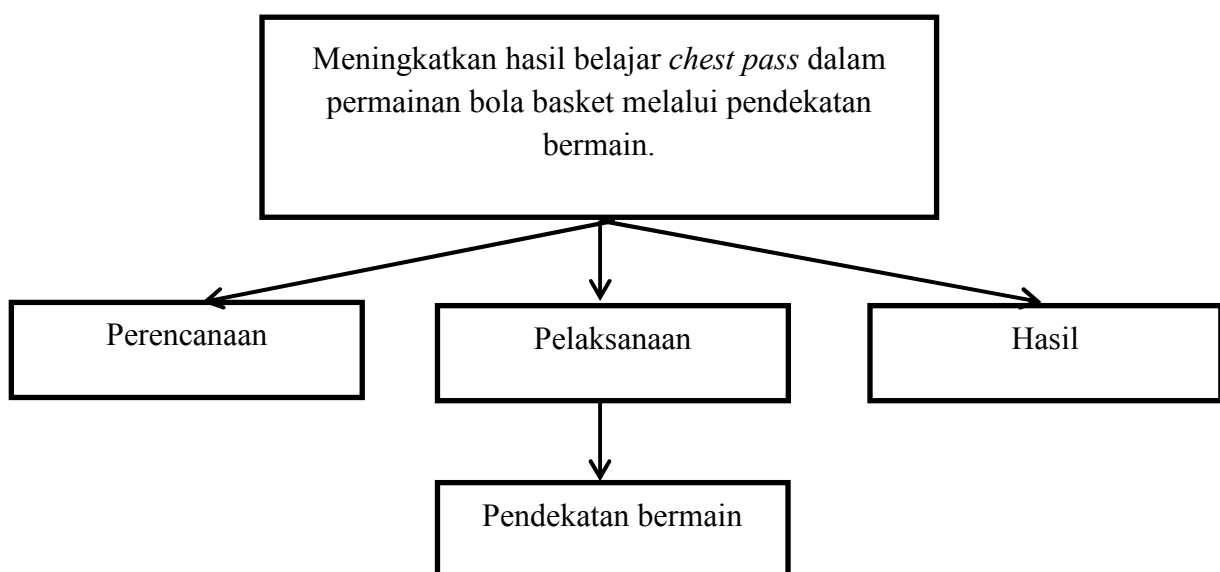 Meningkatkan hasil belajar chest pass dalam
permainan bola basket melalui pendekatan
bermain.
Perencanaan
Pelaksanaan
Hasil
Pendekatan bermain